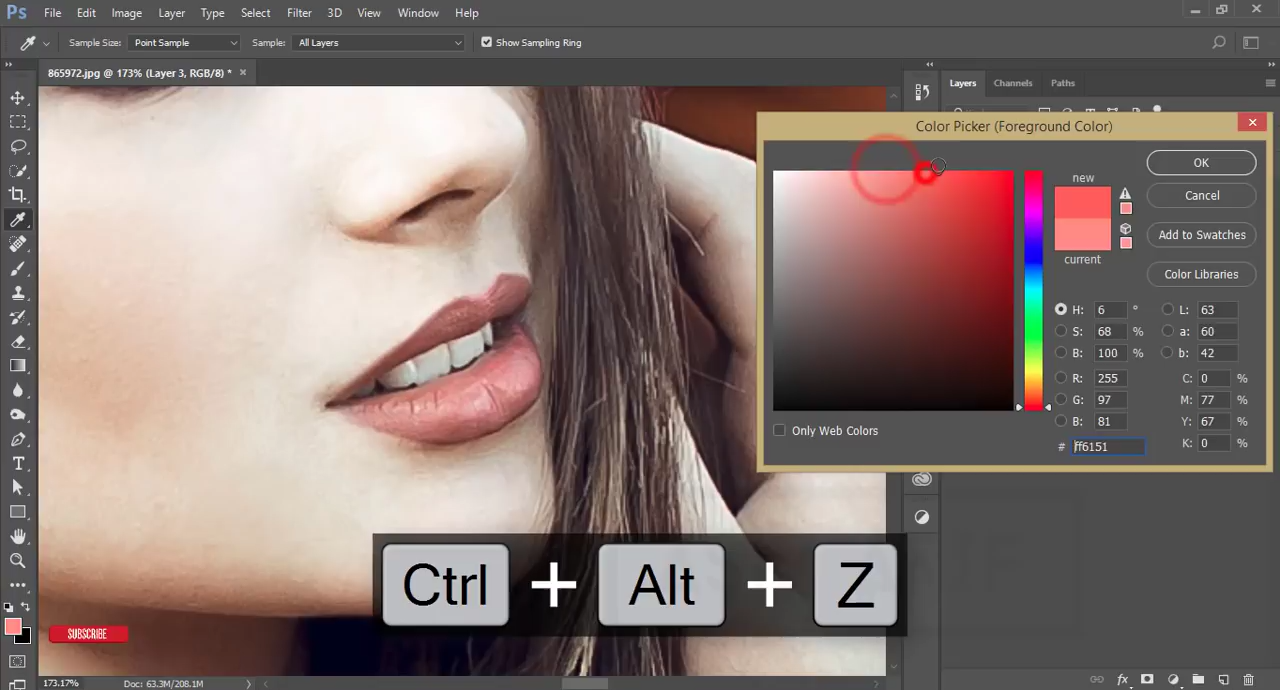 Ps File Edit Image Layer Type Select Filter 3D View Window Help
Sample Size: Point Sample Sample: All Layers Show Sampling Ring
865972.jpg @ 173% (Layer 3, RGB/8) * ×
Layers Channels Paths
Color Picker (Foreground Color)
OK
new
Cancel
Add to Swatches
current
Color Libraries
H: 6 ° L: 63
S: 68 % a: 60
B: 100 % b: 42
R: 255 C: 0 %
G: 97 M: 77 %
B: 81 Y: 67 %
Only Web Colors
# ff6151 K: 0 %
Ctrl + Alt + Z
SUBSCRIBE
173.17% Doc: 63.3M/208.1M
fx